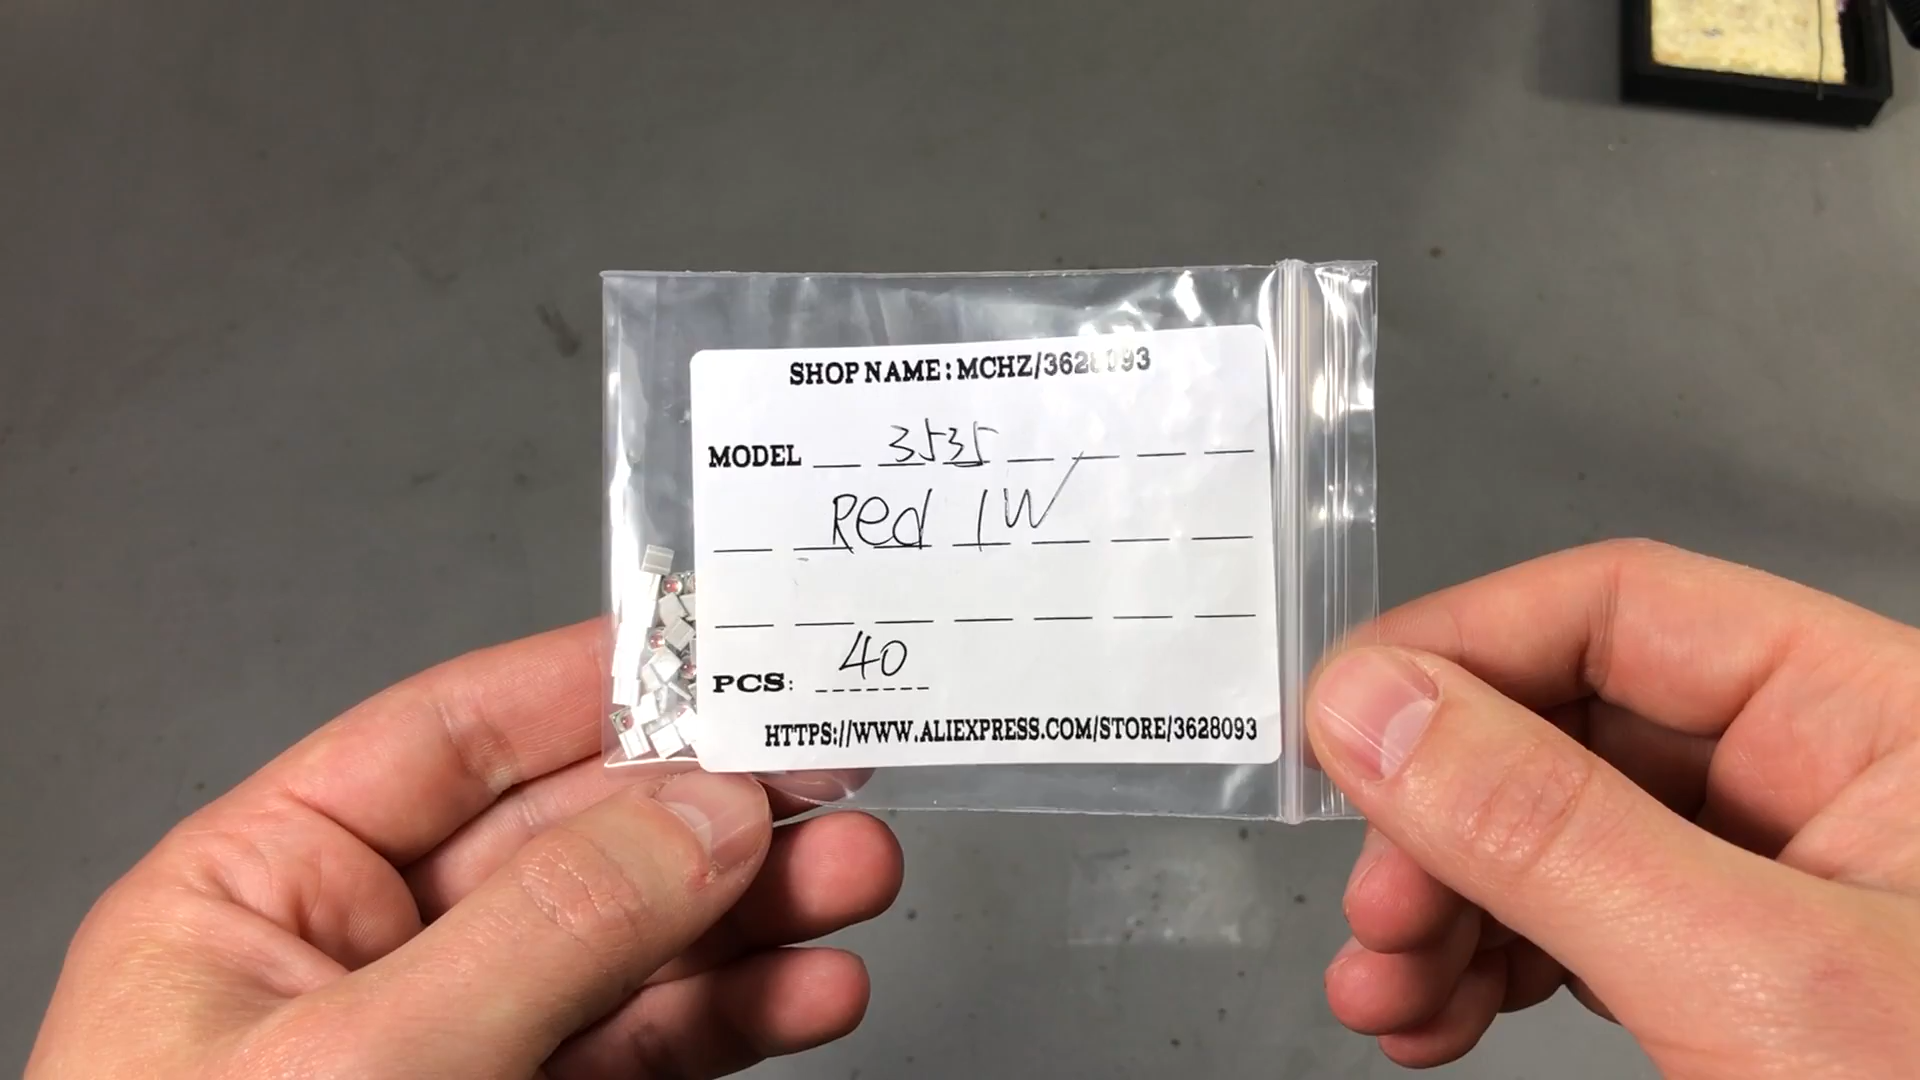 SHOP NAME: MCHZ/3628093
MODEL 3535
Red 1W
PCS: 40
HTTPS://WWW.ALIEXPRESS.COM/STORE/3628093